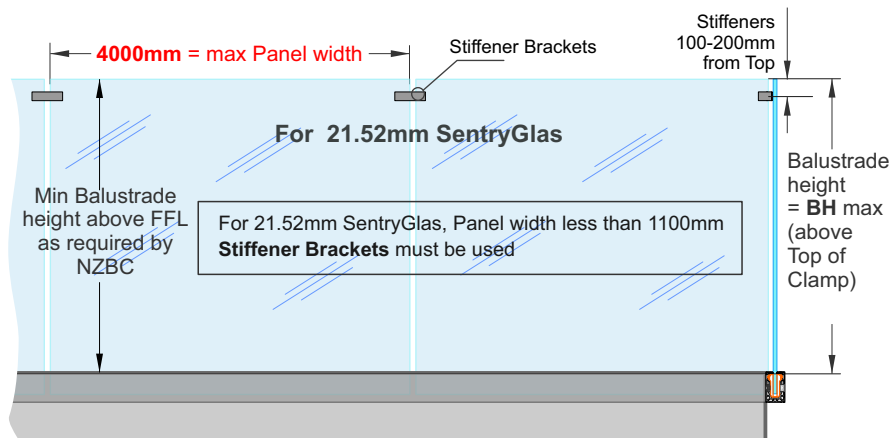 Stiffeners
100-200mm
from Top
4000mm = max Panel width
Stiffener Brackets
For 21.52mm SentryGlas
Min Balustrade
height above FFL
as required by
NZBC
For 21.52mm SentryGlas, Panel width less than 1100mm
Stiffener Brackets must be used
Balustrade
height
= BH max
(above
Top of
Clamp)